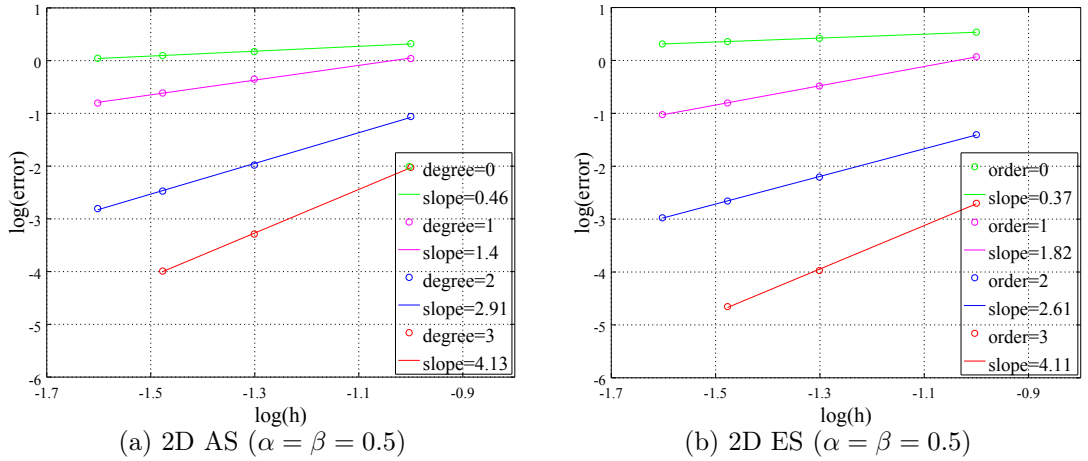 1
0
-1
-2
-3
-4
-5
-6
log(error)
degree=0
slope=0.46
degree=1
slope=1.4
degree=2
slope=2.91
degree=3
slope=4.13
-1.7
-1.5
-1.3
-1.1
-0.9
log(h)
(a) 2D AS (α = β = 0.5)
1
0
-1
-2
-3
-4
-5
-6
log(error)
order=0
slope=0.37
order=1
slope=1.82
order=2
slope=2.61
order=3
slope=4.11
-1.7
-1.5
-1.3
-1.1
-0.9
log(h)
(b) 2D ES (α = β = 0.5)